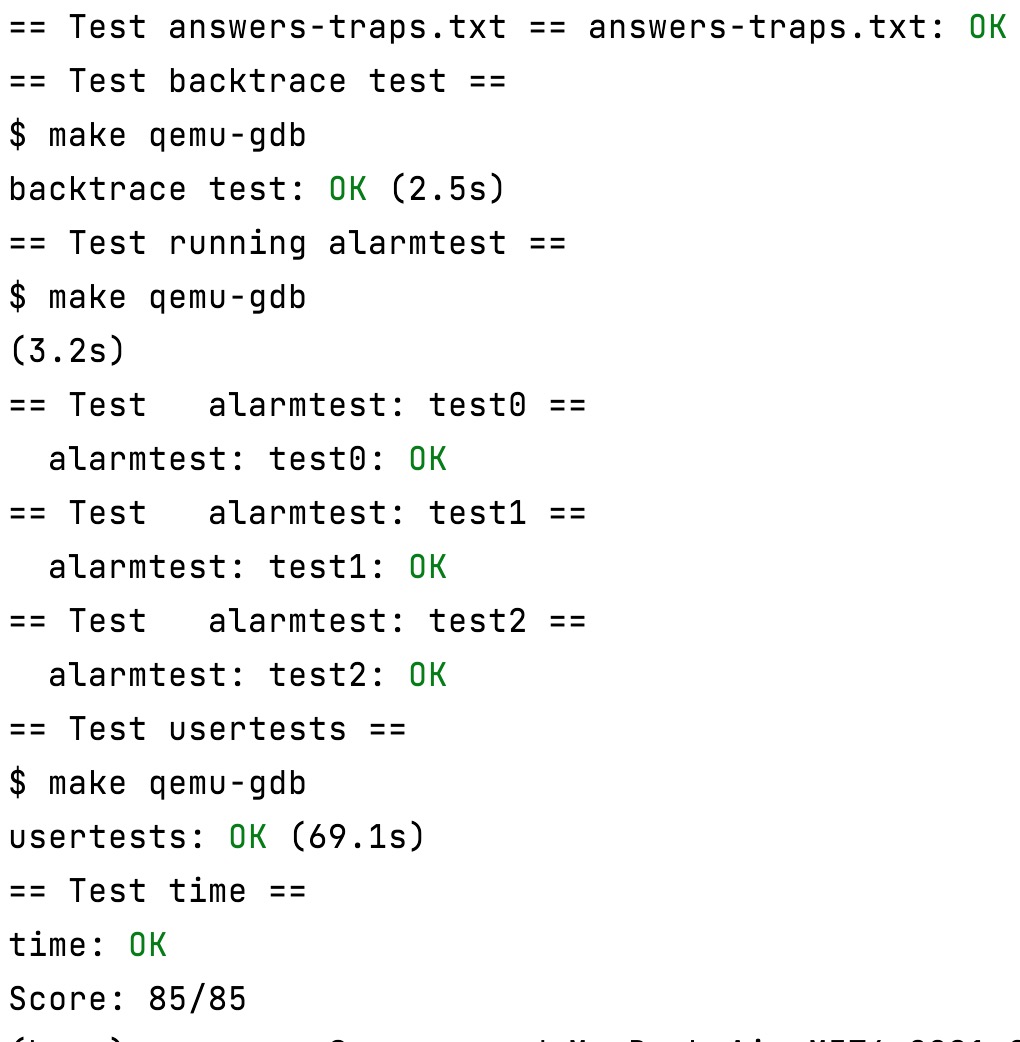 == Test answers-traps.txt == answers-traps.txt: OK
== Test backtrace test ==
$ make qemu-gdb
backtrace test: OK (2.5s)
== Test running alarmtest ==
$ make qemu-gdb
(3.2s)
== Test   alarmtest: test0 ==
  alarmtest: test0: OK
== Test   alarmtest: test1 ==
  alarmtest: test1: OK
== Test   alarmtest: test2 ==
  alarmtest: test2: OK
== Test usertests ==
$ make qemu-gdb
usertests: OK (69.1s)
== Test time ==
time: OK
Score: 85/85